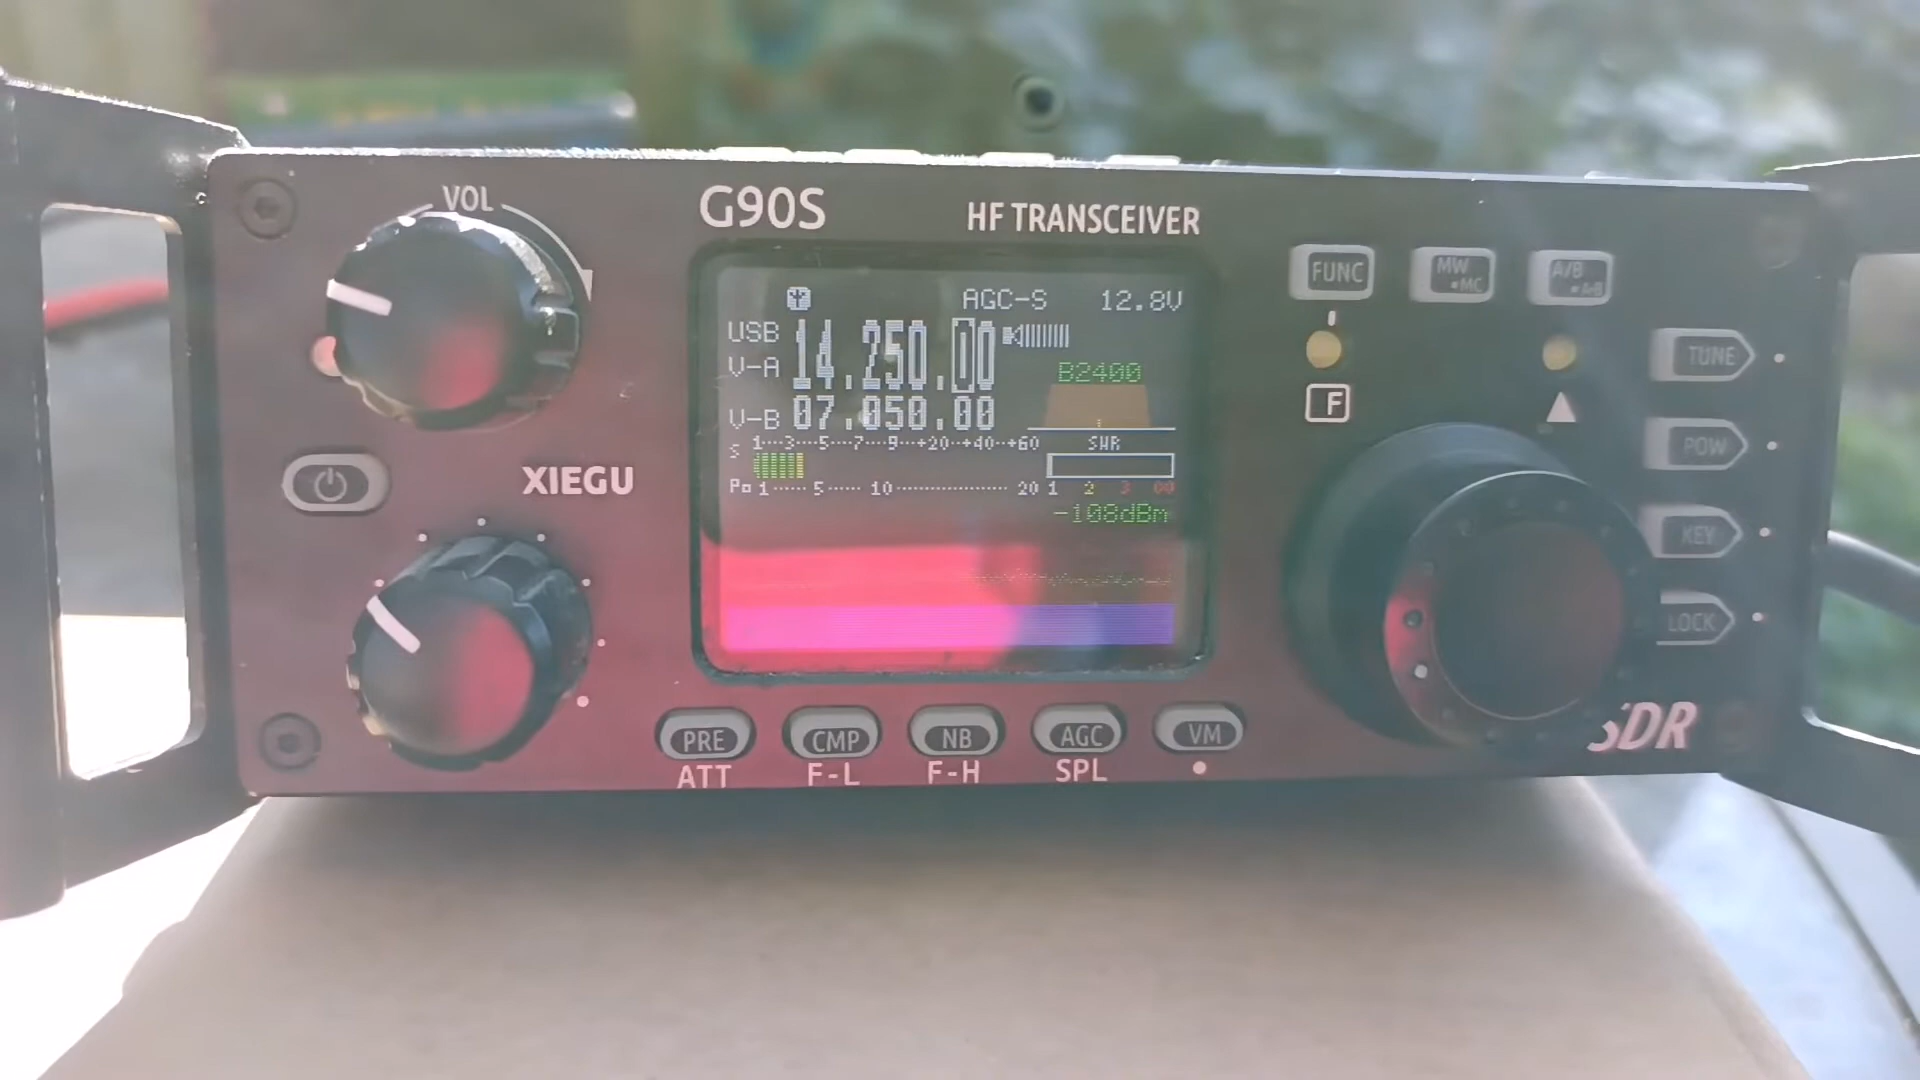 VOL
G90S
HF TRANSCEIVER
FUNC
MW
•MC
A/B
•A=B
AGC-S 12.8V
USB 14.250.00
V-A
B2400
V-B 07.050.00
S 1···3····5····7···9···+20··+40··+60 SWR
Po 1······5······10·················20 1 2 3 00
-108dBm
XIEGU
F
TUNE
POW
KEY
LOCK
SDR
PRE CMP NB AGC VM
ATT F-L F-H SPL